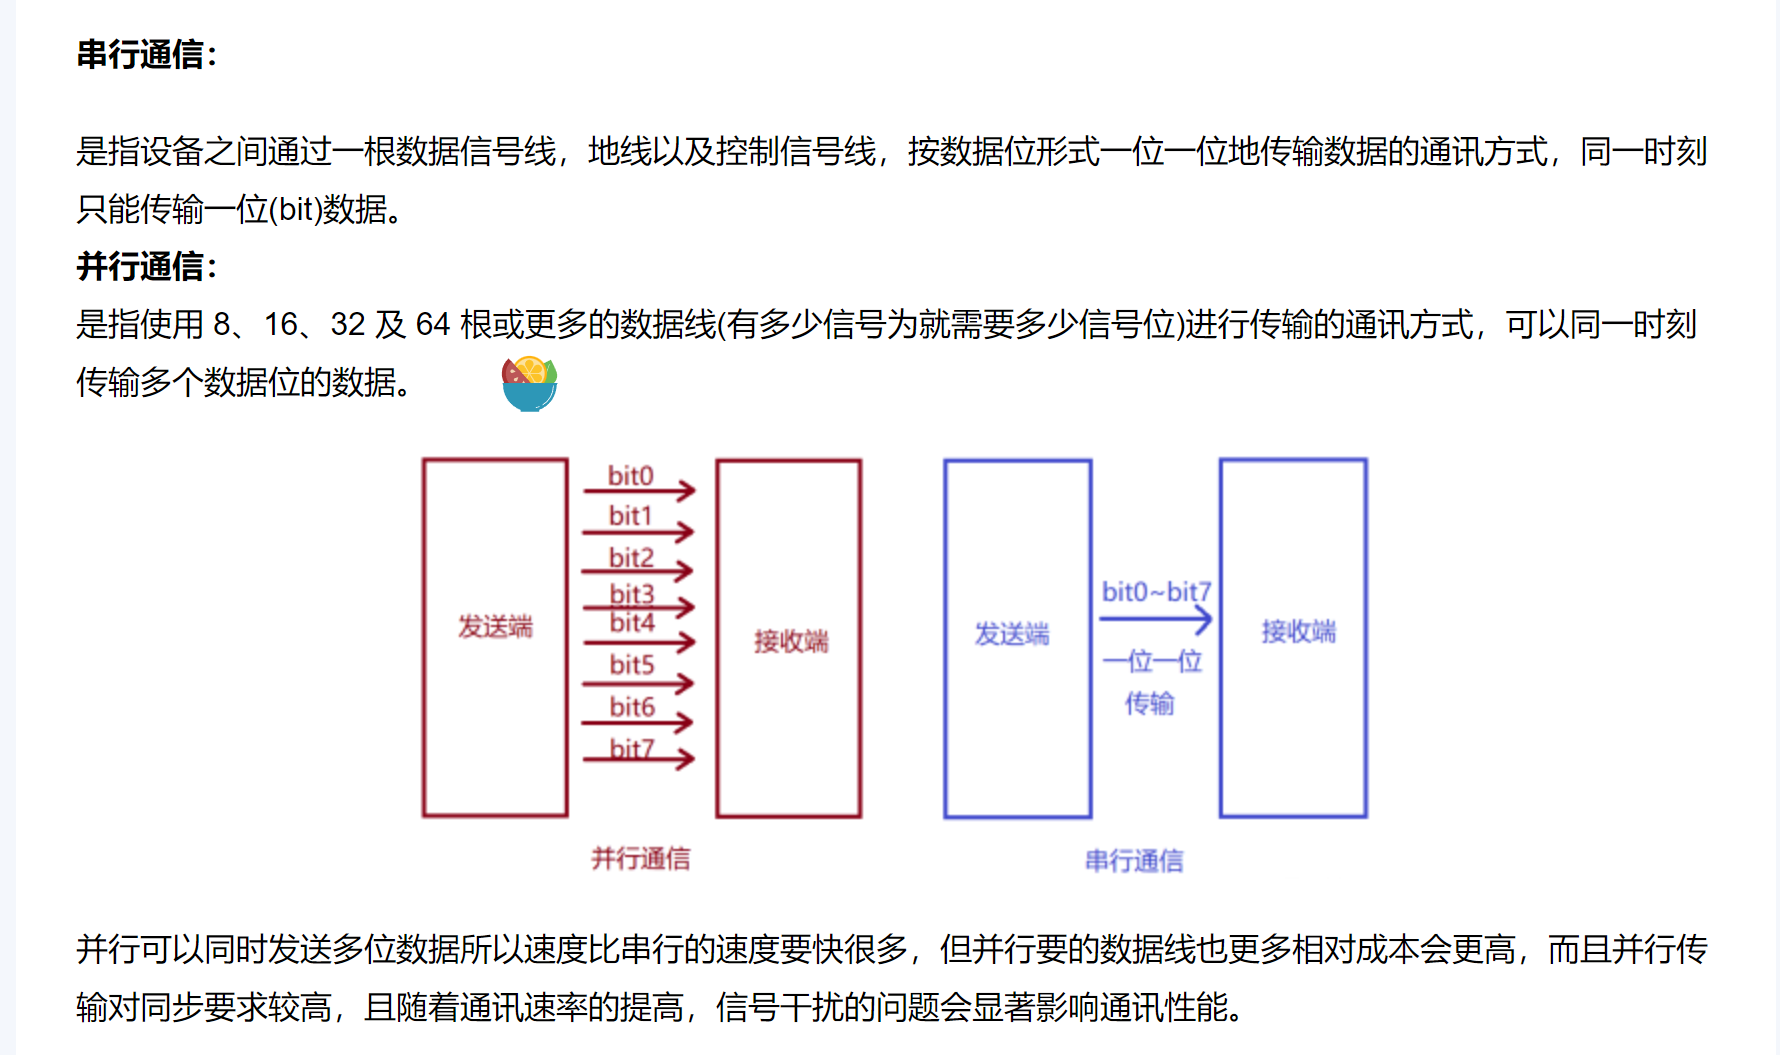 串行通信：
是指设备之间通过一根数据信号线，地线以及控制信号线，按数据位形式一位一位地传输数据的通讯方式，同一时刻
只能传输一位(bit)数据。
并行通信：
是指使用 8、16、32 及 64 根或更多的数据线(有多少信号为就需要多少信号位)进行传输的通讯方式，可以同一时刻
传输多个数据位的数据。
bit0
bit1
bit2
bit3
bit4
bit5
bit6
bit7
发送端
接收端
并行通信
bit0~bit7
发送端
一位一位
传输
接收端
串行通信
并行可以同时发送多位数据所以速度比串行的速度要快很多，但并行要的数据线也更多相对成本会更高，而且并行传
输对同步要求较高，且随着通讯速率的提高，信号干扰的问题会显著影响通讯性能。